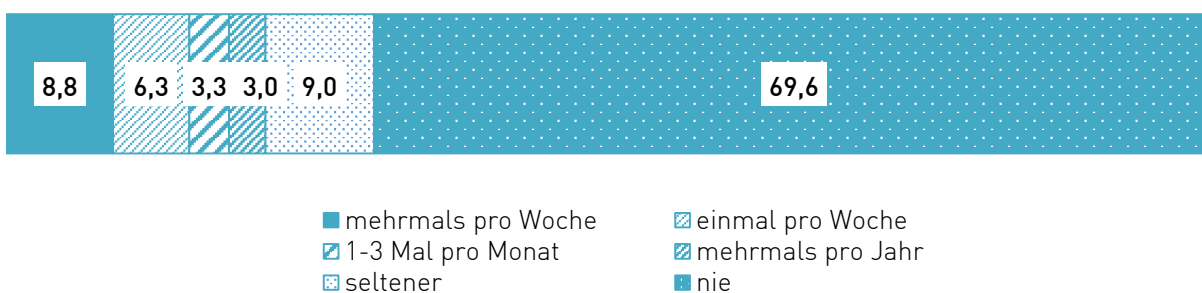 8,8 6,3 3,3 3,0 9,0 69,6
mehrmals pro Woche einmal pro Woche
1-3 Mal pro Monat mehrmals pro Jahr
seltener nie